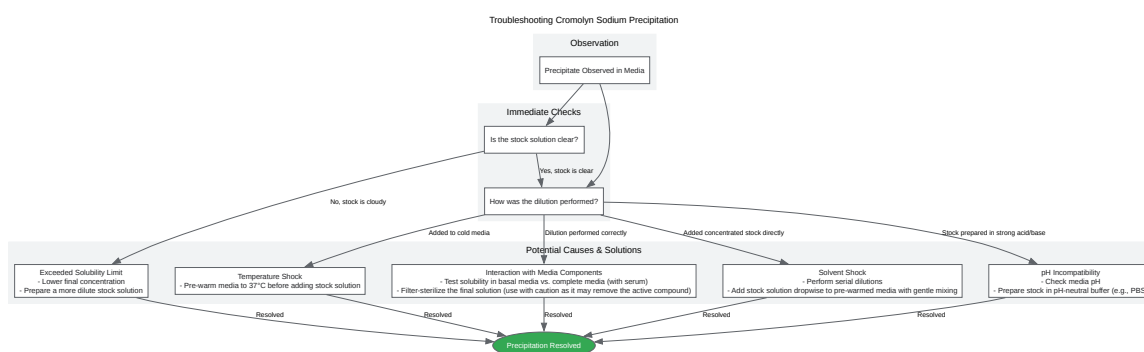 Troubleshooting Cromolyn Sodium Precipitation
Observation
Precipitate Observed in Media
Immediate Checks
Is the stock solution clear?
Yes, stock is clear
How was the dilution performed?
No, stock is cloudy
Added to cold media
Dilution performed correctly
Added concentrated stock directly
Stock prepared in strong acid/base
Potential Causes & Solutions
Exceeded Solubility Limit
- Lower final concentration
- Prepare a more dilute stock solution
Temperature Shock
- Pre-warm media to 37°C before adding stock solution
Interaction with Media Components
- Test solubility in basal media vs. complete media (with serum)
- Filter-sterilize the final solution (use with caution as it may remove the active compound)
Solvent Shock
- Perform serial dilutions
- Add stock solution dropwise to pre-warmed media with gentle mixing
pH Incompatibility
- Check media pH
- Prepare stock in pH-neutral buffer (e.g., PBS
Resolved
Resolved
Resolved
Resolved
Resolved
Precipitation Resolved